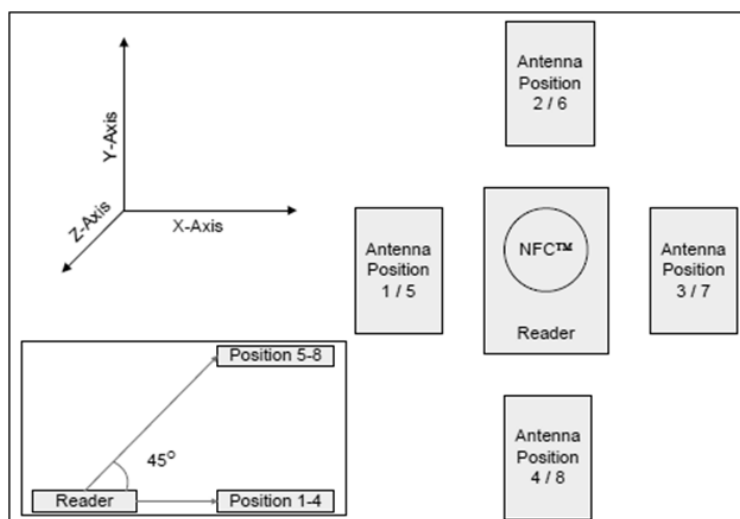 Antenna
Position
2 / 6
Y-Axis
Z-Axis
X-Axis
Antenna
Position
1 / 5
NFC™
Reader
Antenna
Position
3 / 7
Position 5-8
45°
Reader
Position 1-4
Antenna
Position
4 / 8